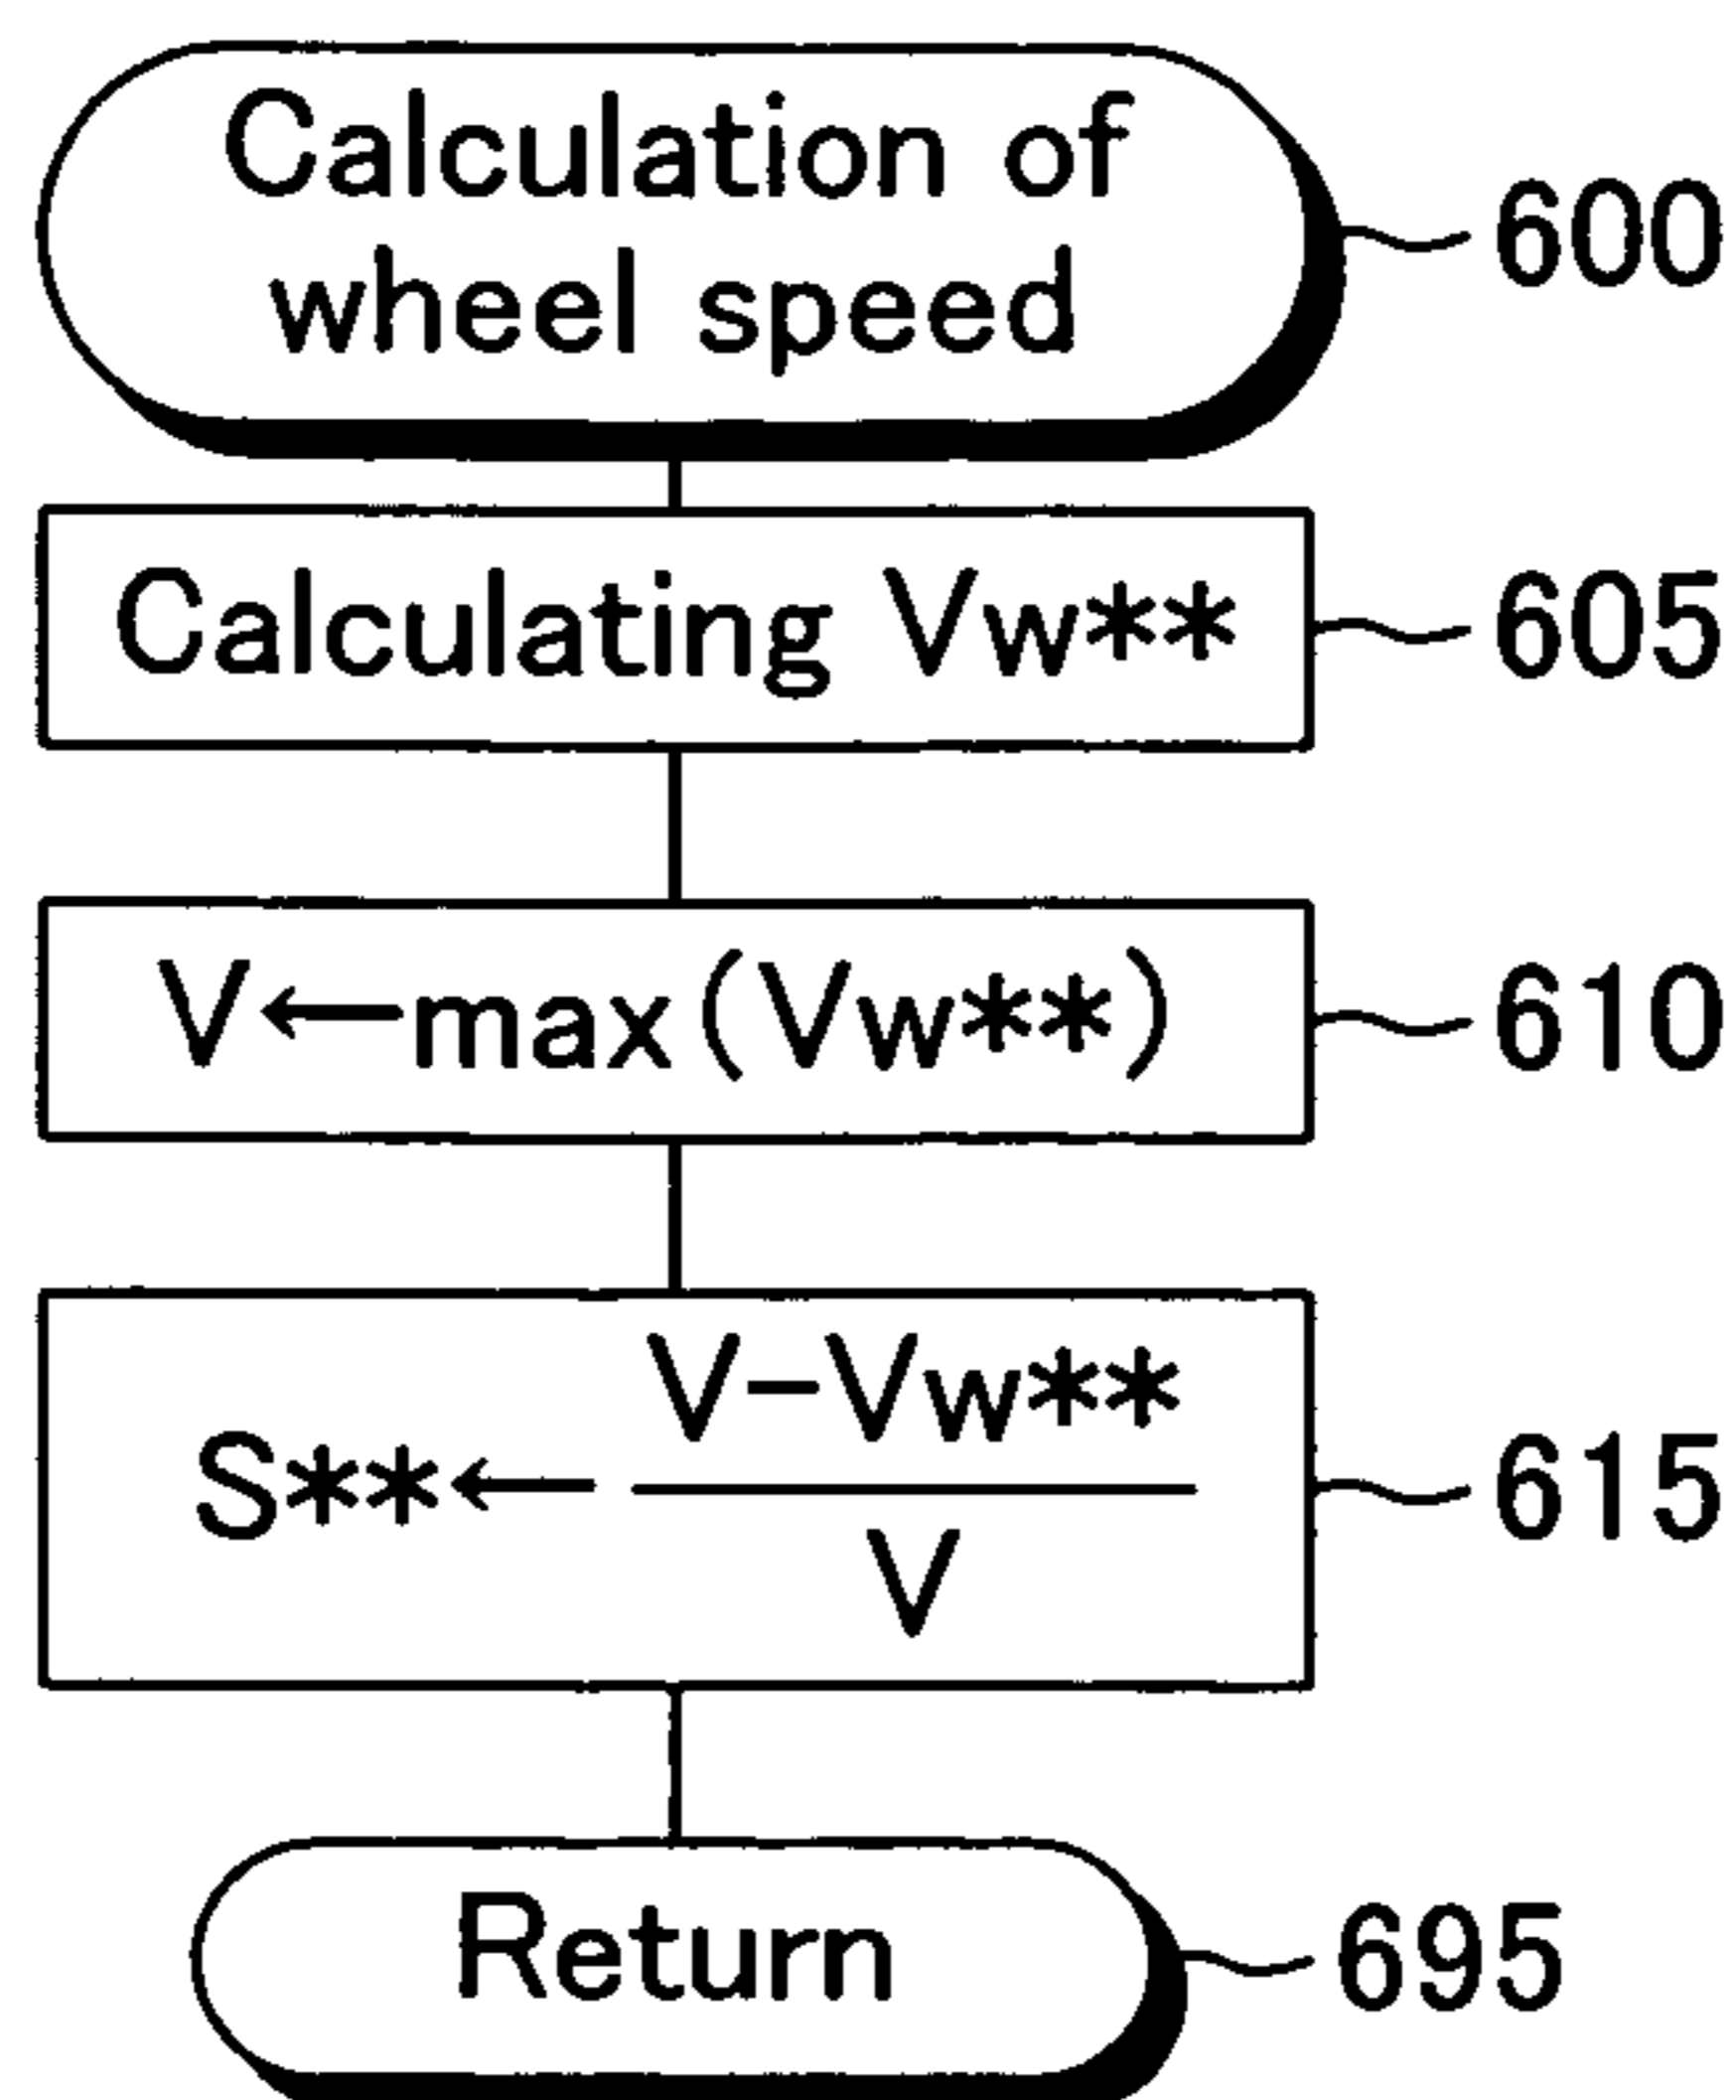 Calculation of
wheel speed
600
Calculating Vw**
605
V←max(Vw**)
610
V-Vw**
S**←
V
615
Return
695